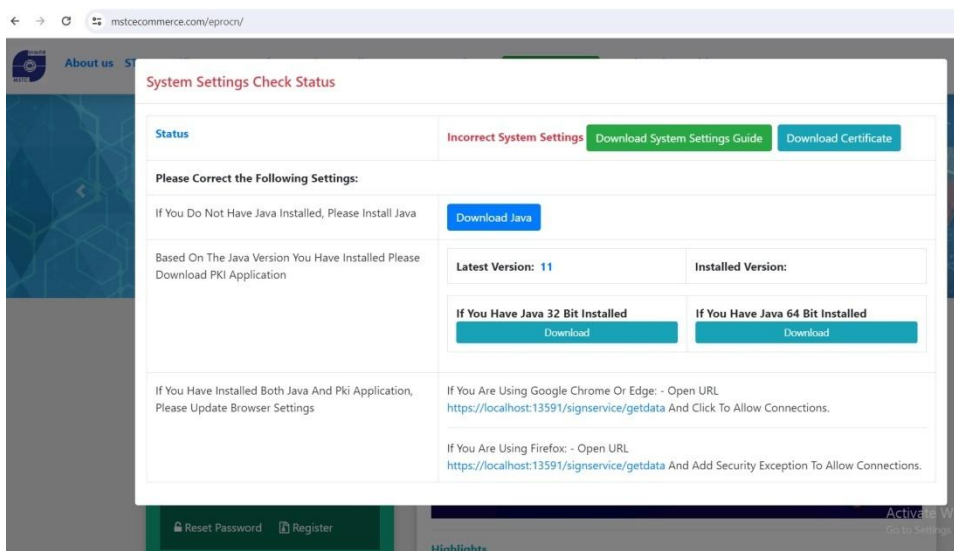 mstcecommerce.com/eprocn/
MSTC
About us ST
System Settings Check Status
Status
Incorrect System Settings Download System Settings Guide Download Certificate
Please Correct the Following Settings:
If You Do Not Have Java Installed, Please Install Java
Download Java
Based On The Java Version You Have Installed Please
Download PKI Application
Latest Version: 11 Installed Version:
If You Have Java 32 Bit Installed If You Have Java 64 Bit Installed
Download Download
If You Have Installed Both Java And Pki Application,
Please Update Browser Settings
If You Are Using Google Chrome Or Edge: - Open URL
https://localhost:13591/signservice/getdata And Click To Allow Connections.
If You Are Using Firefox: - Open URL
https://localhost:13591/signservice/getdata And Add Security Exception To Allow Connections.
Reset Password Register
Activate W
Go to Settings
Highlights